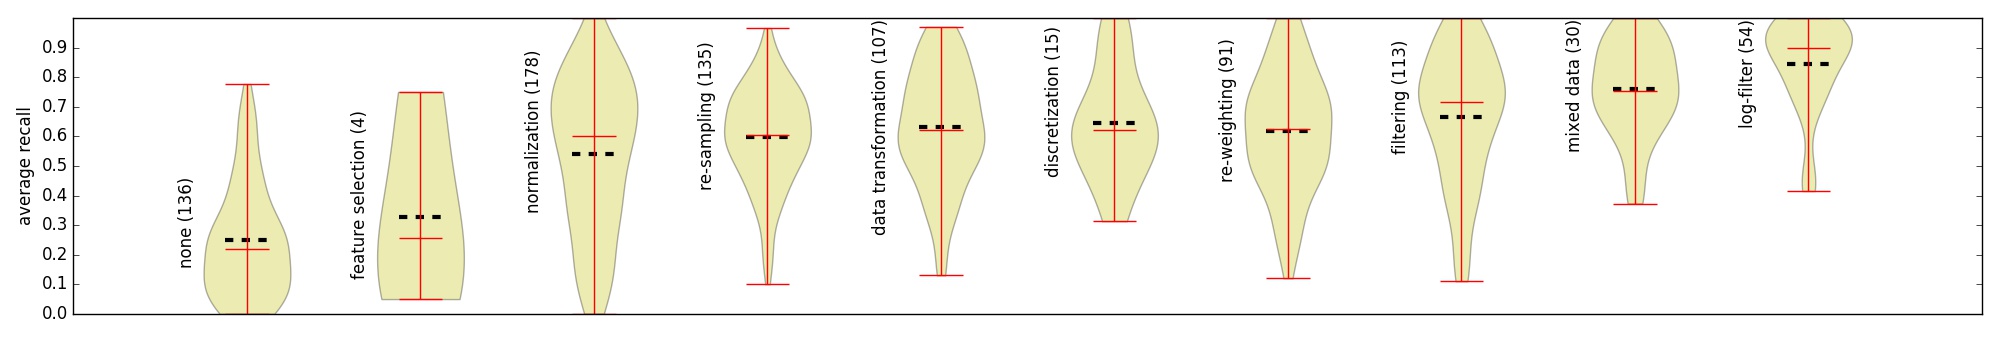 average recall
0.9
0.8
0.7
0.6
0.5
0.4
0.3
0.2
0.1
0.0
none (136)
feature selection (4)
normalization (178)
re-sampling (135)
data transformation (107)
discretization (15)
re-weighting (91)
filtering (113)
mixed data (30)
log-filter (54)